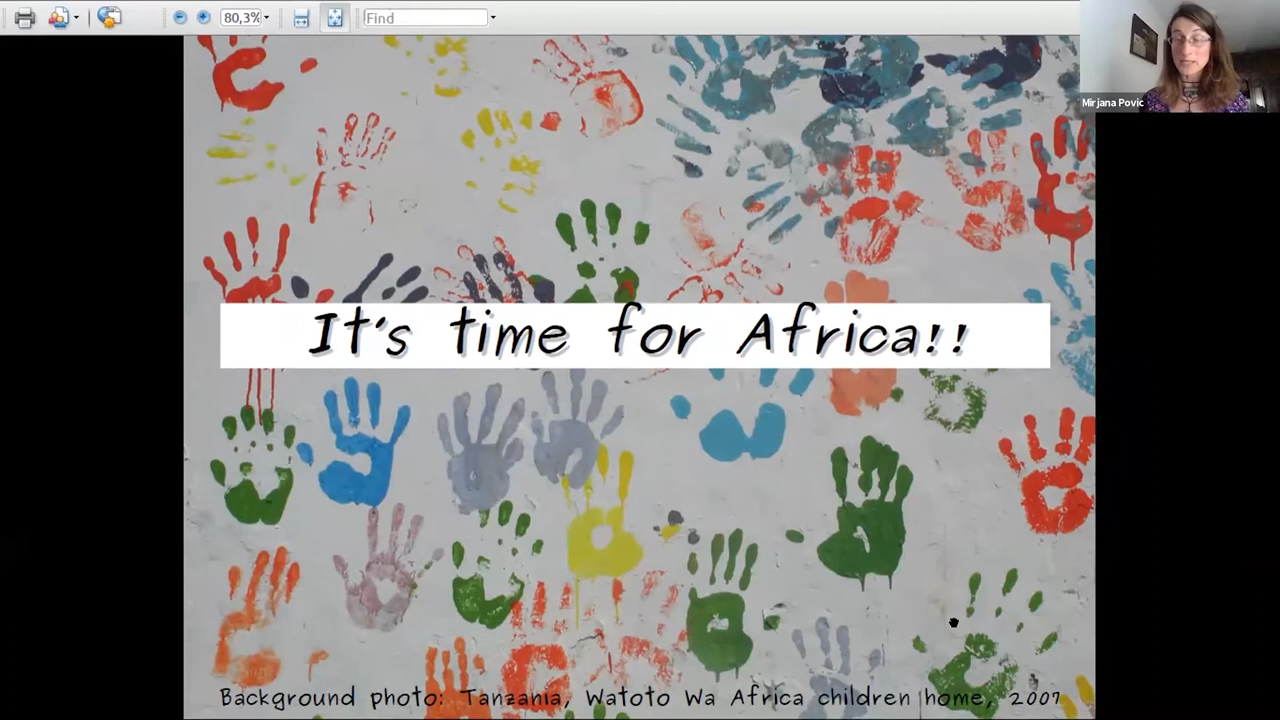 80,3%
Find
Mirjana Povic
It's time for Africa!!
Background photo: Tanzania, Watoto Wa Africa children home, 2007